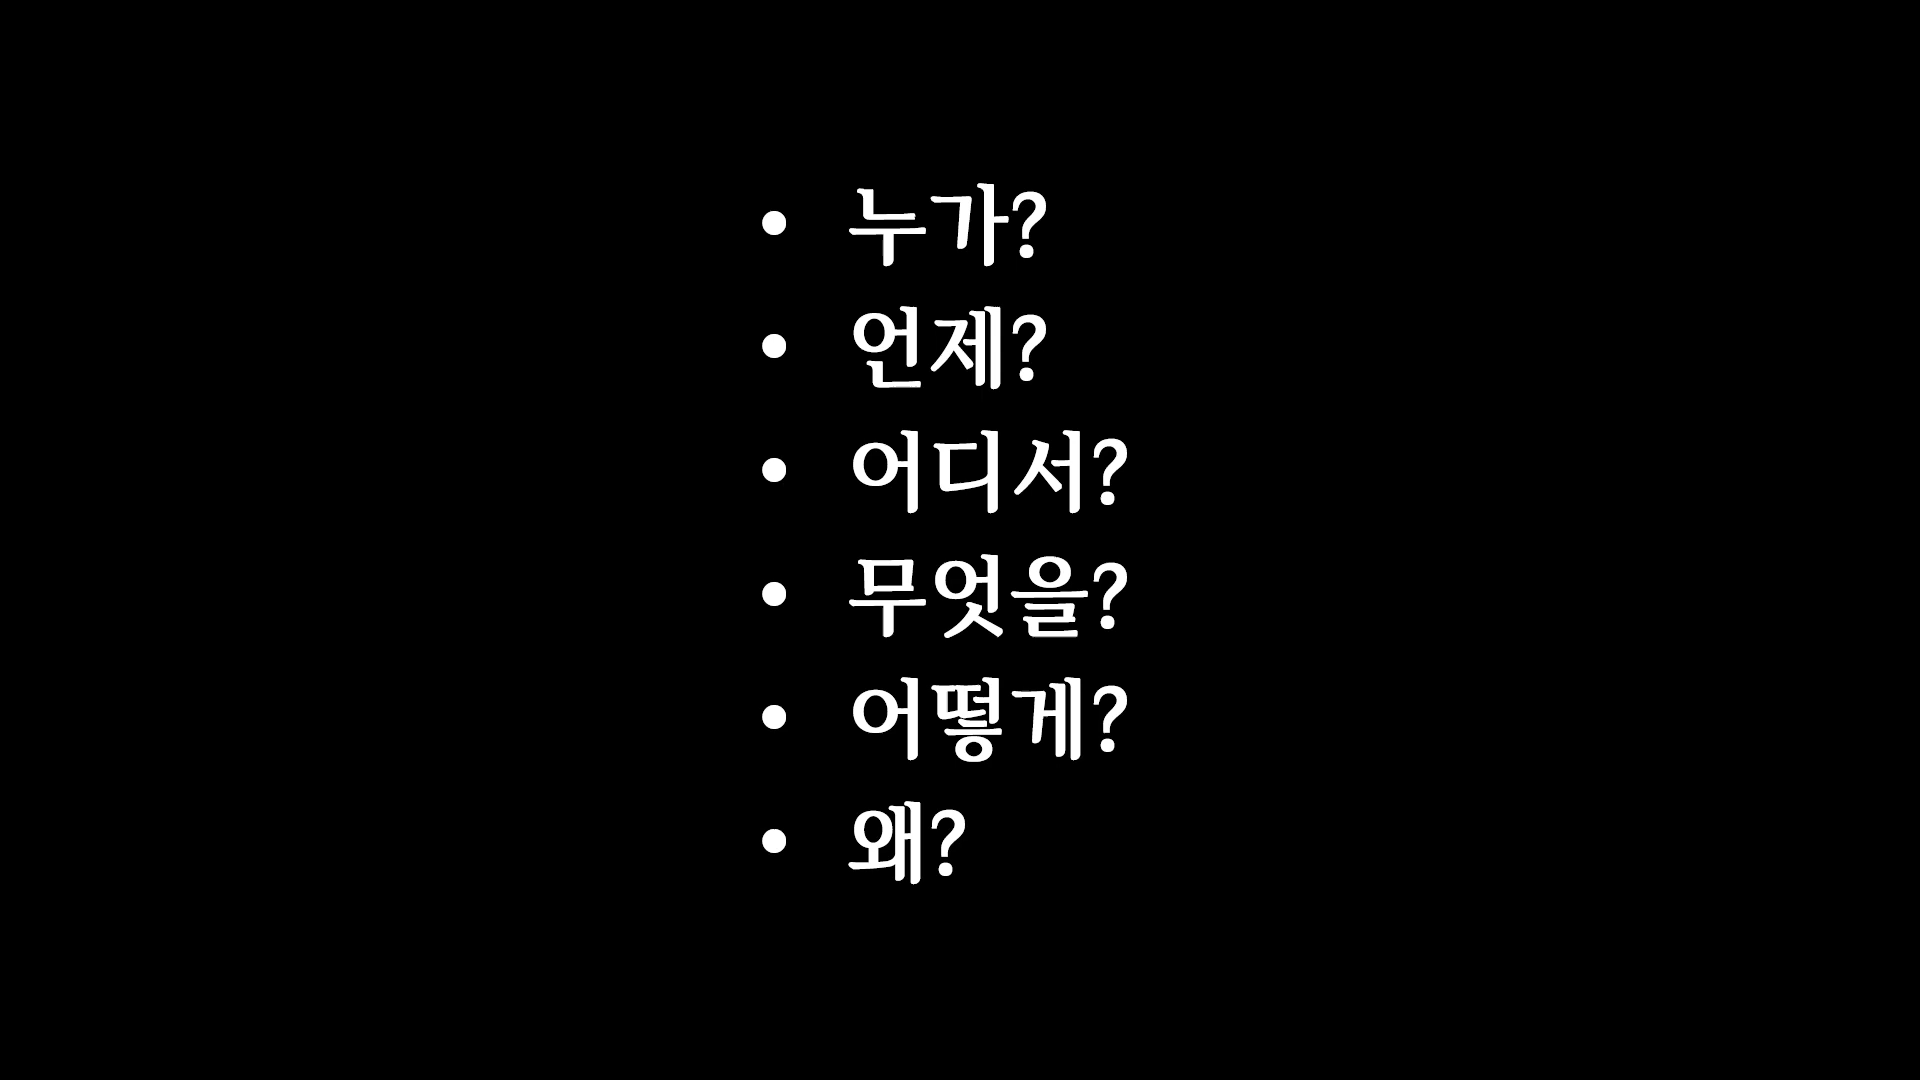 • 누가?
• 언제?
• 어디서?
• 무엇을?
• 어떻게?
• 왜?